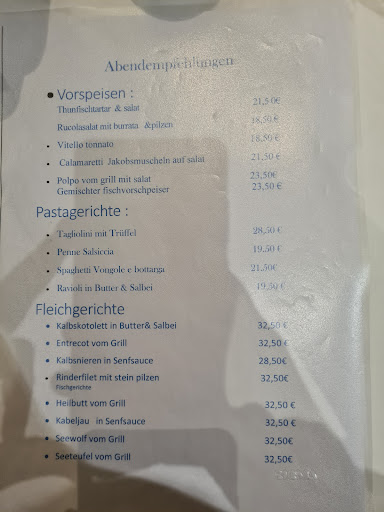 Abendempfehlungen
Vorspeisen :
Thunfischtartar & salat 21,50€
Rucolasalat mit burrata &pilzen 18,50 €
Vitello tonnato 18,50 €
Calamaretti Jakobsmuscheln auf salat 21,50 €
Polpo vom grill mit salat 23,50€
Gemischter fischvorschpeiser 23,50 €
Pastagerichte :
Tagliolini mit Trüffel 28,50 €
Penne Salsiccia 19.50 €
Spaghetti Vongole e bottarga 21.50€
Ravioli in Butter & Salbei 19,50 €
Fleichgerichte
Kalbskotolett in Butter& Salbei 32,50 €
Entrecot vom Grill 32,50 €
Kalbsnieren in Senfsauce 28,50€
Rinderfilet mit stein pilzen 32,50€
Fischgerichte
Heilbutt vom Grill 32,50 €
Kabeljau in Senfsauce 32,50 €
Seewolf vom Grill 32,50€
Seeteufel vom Grill 32,50€